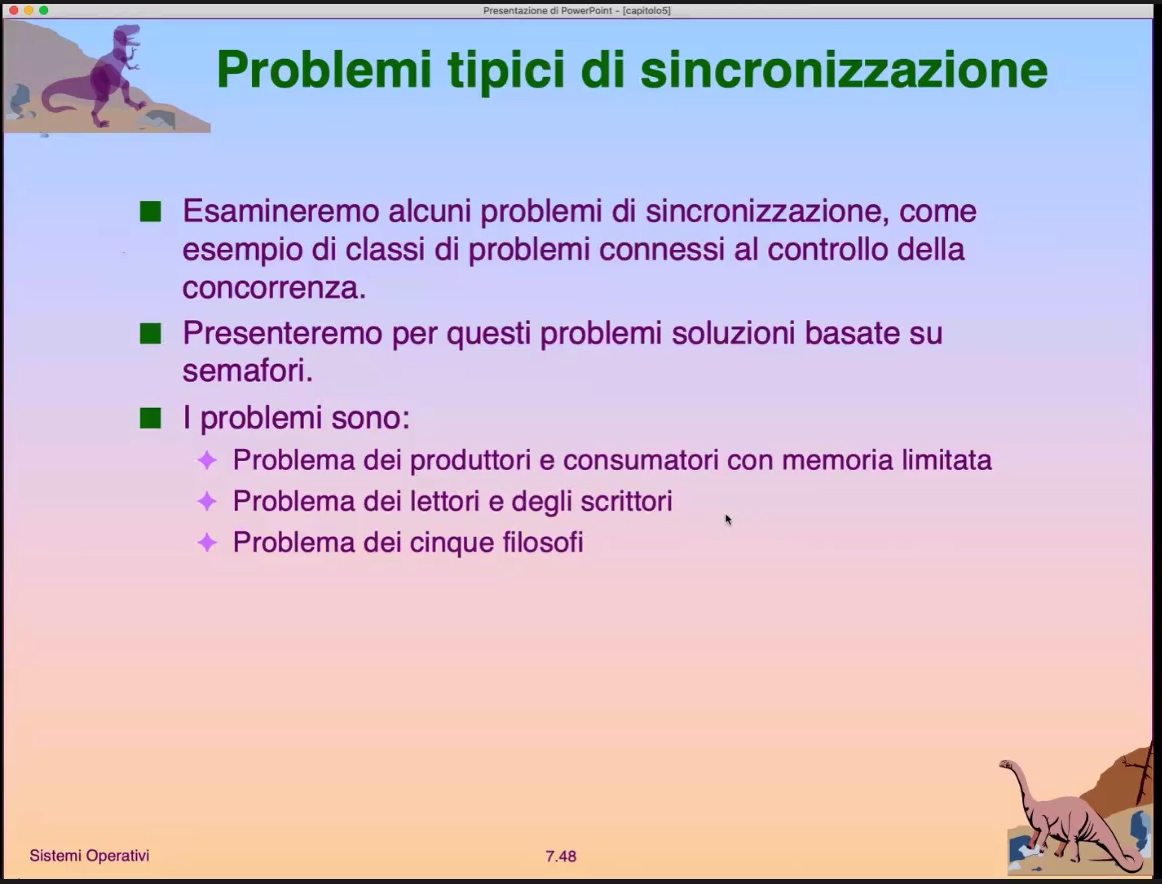 Presentazione di PowerPoint - [capitolo5]
Problemi tipici di sincronizzazione
Esamineremo alcuni problemi di sincronizzazione, come
esempio di classi di problemi connessi al controllo della
concorrenza.
Presenteremo per questi problemi soluzioni basate su
semafori.
I problemi sono:
Problema dei produttori e consumatori con memoria limitata
Problema dei lettori e degli scrittori
Problema dei cinque filosofi
Sistemi Operativi
7.48